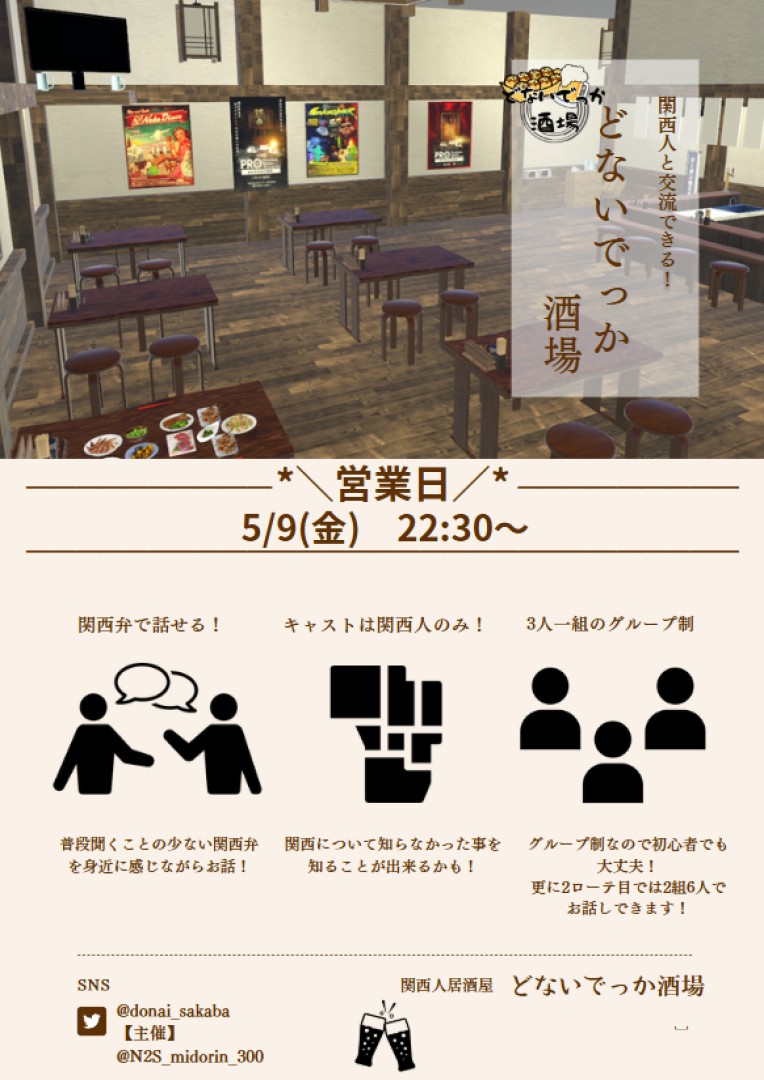 どないでっか
酒場
関西人と交流できる！
どないでっか
酒場
PRO
PRO
*＼営業日／*
5/9(金)　22:30～
関西弁で話せる！
キャストは関西人のみ！
3人一組のグループ制
普段聞くことの少ない関西弁
を身近に感じながらお話！
関西について知らなかった事を
知ることが出来るかも！
グループ制なので初心者でも
大丈夫！
更に2ローテ目では2組6人で
お話しできます！
SNS
@donai_sakaba
【主催】
@N2S_midorin_300
関西人居酒屋　どないでっか酒場